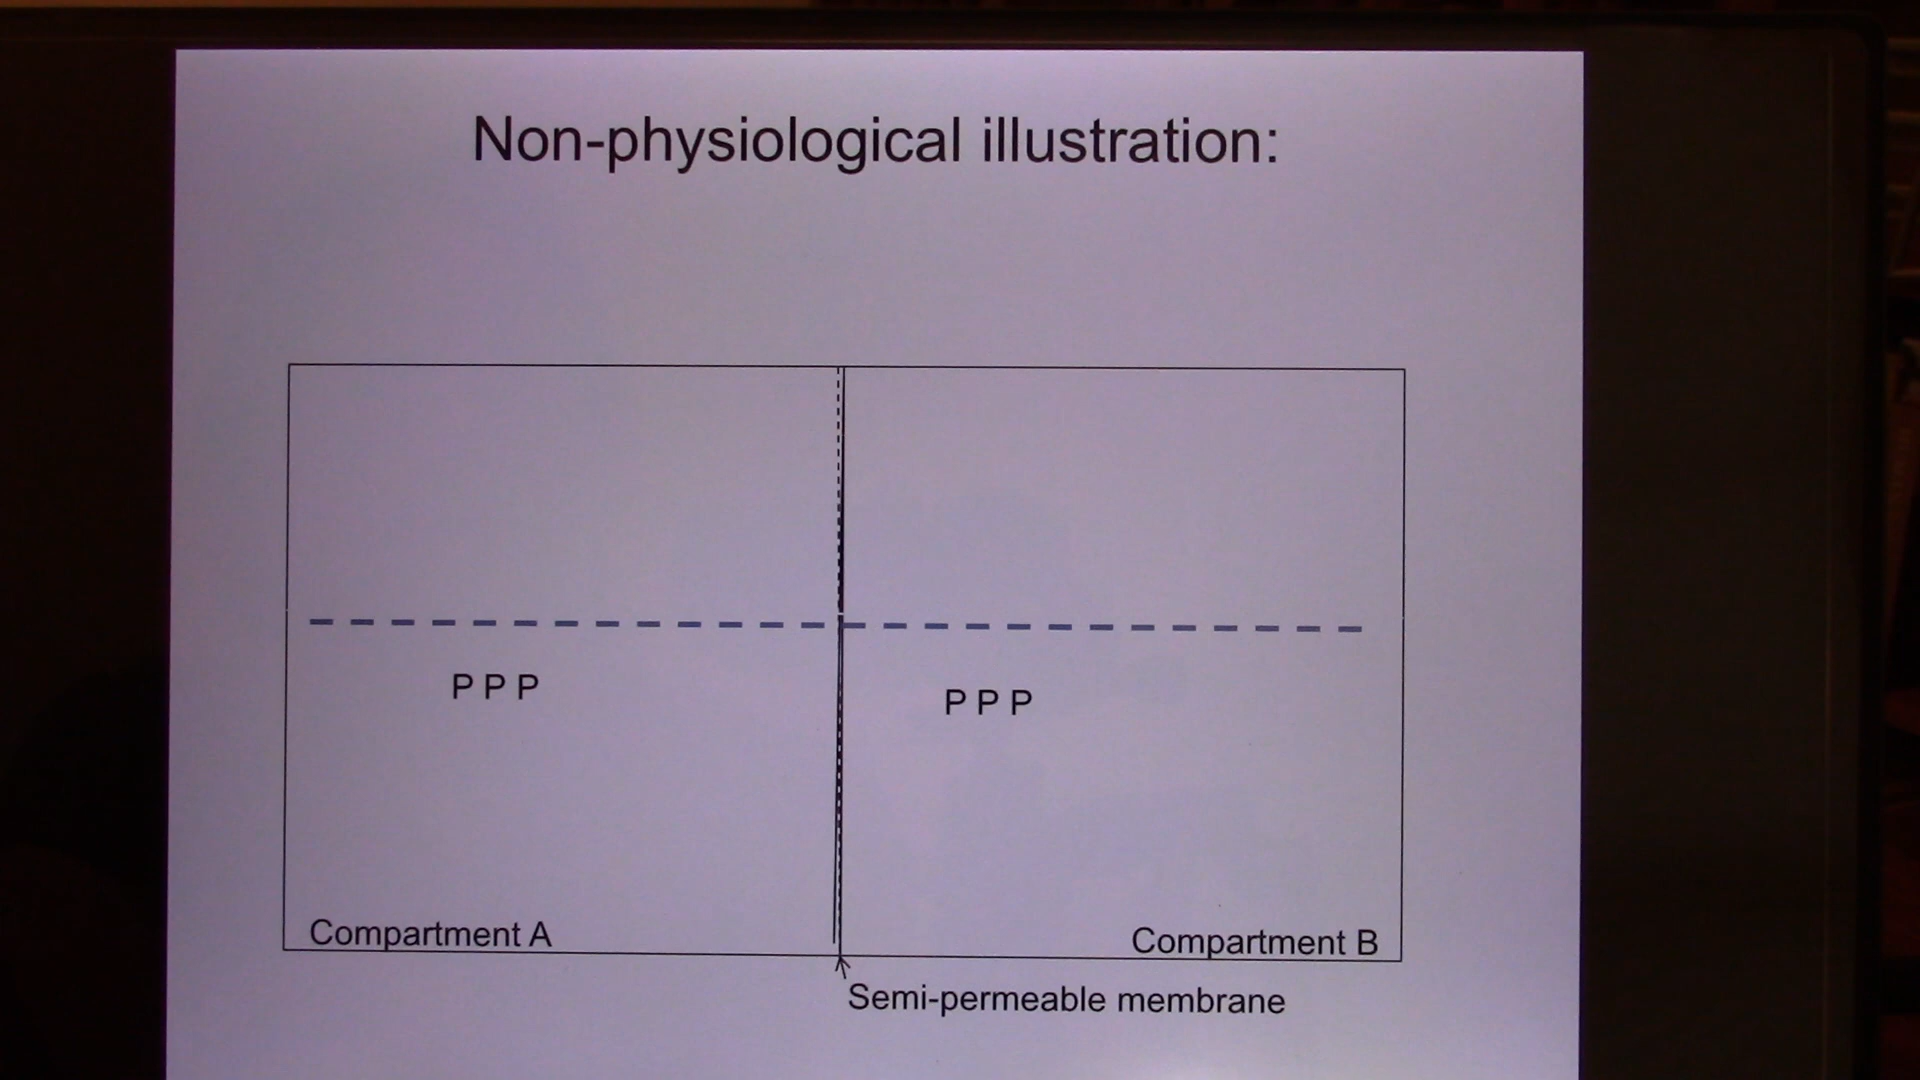 Non-physiological illustration:
P P P
P P P
Compartment A
Compartment B
Semi-permeable membrane